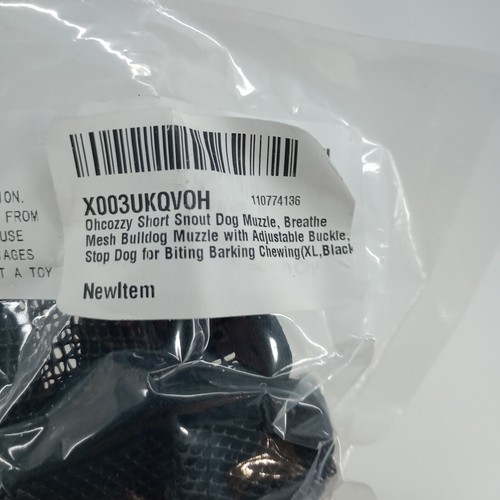 X003UKQVOH 110774136
Ohcozzy Short Snout Dog Muzzle, Breathe
Mesh Bulldog Muzzle with Adjustable Buckle,
Stop Dog for Biting Barking Chewing(XL,Black
NewItem
ION.
FROM
USE
AGES
T A TOY